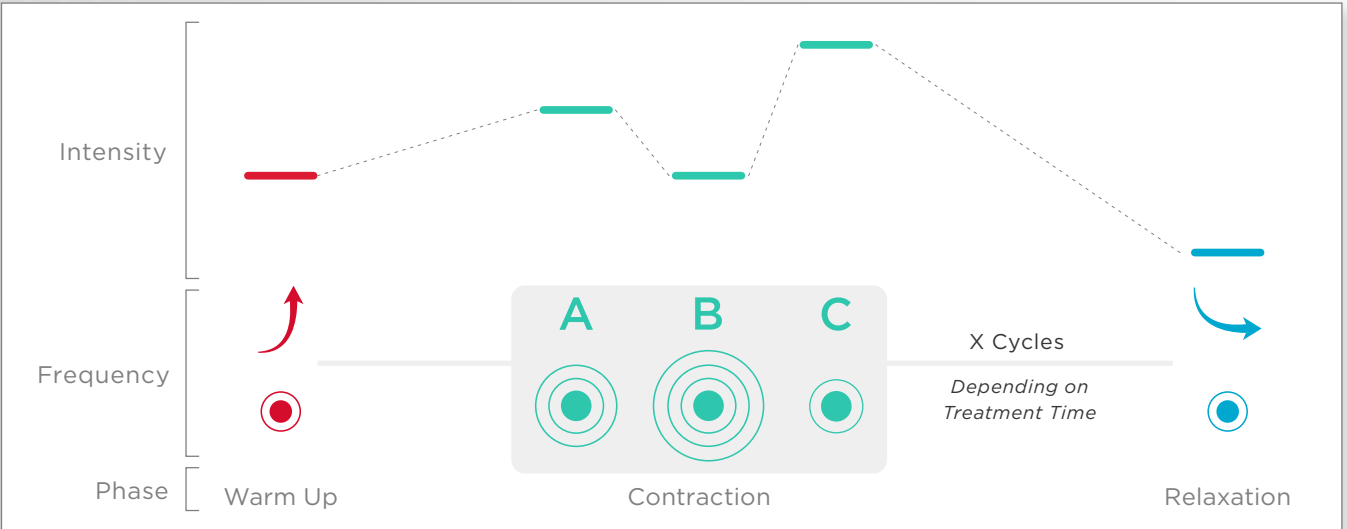 Intensity
A
B
C
X Cycles
Frequency
Depending on
Treatment Time
Phase
Warm Up
Contraction
Relaxation